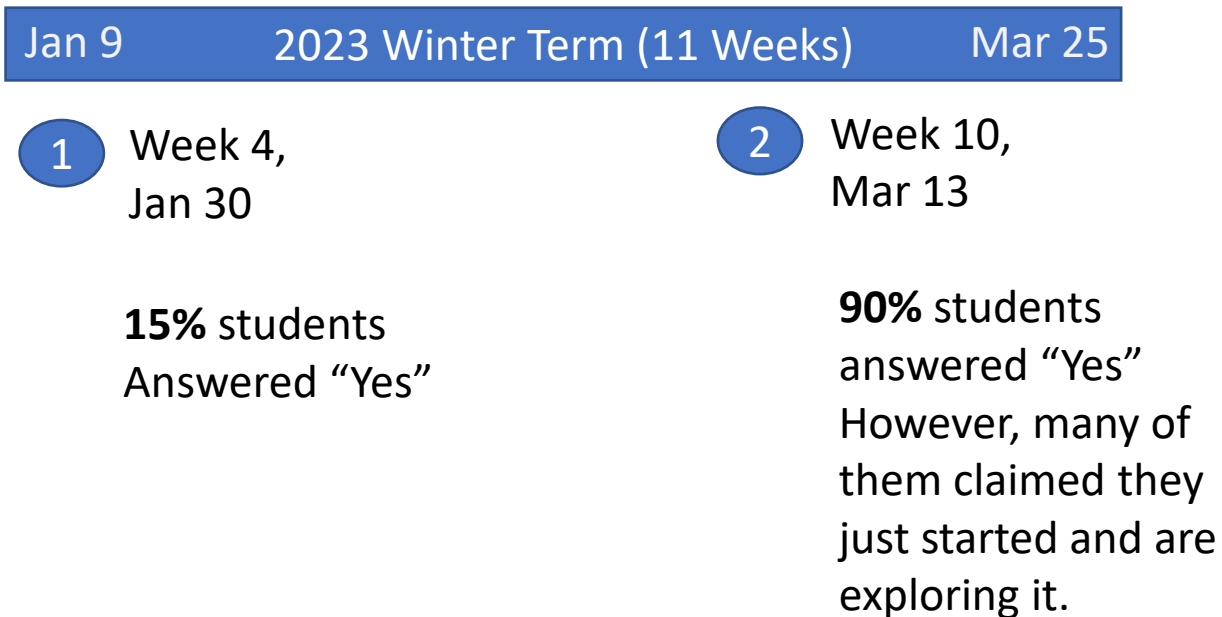 Jan 9 2023 Winter Term (11 Weeks) Mar 25
1
Week 4,
Jan 30
15% students
Answered “Yes”
2
Week 10,
Mar 13
90% students
answered “Yes”
However, many of
them claimed they
just started and are
exploring it.